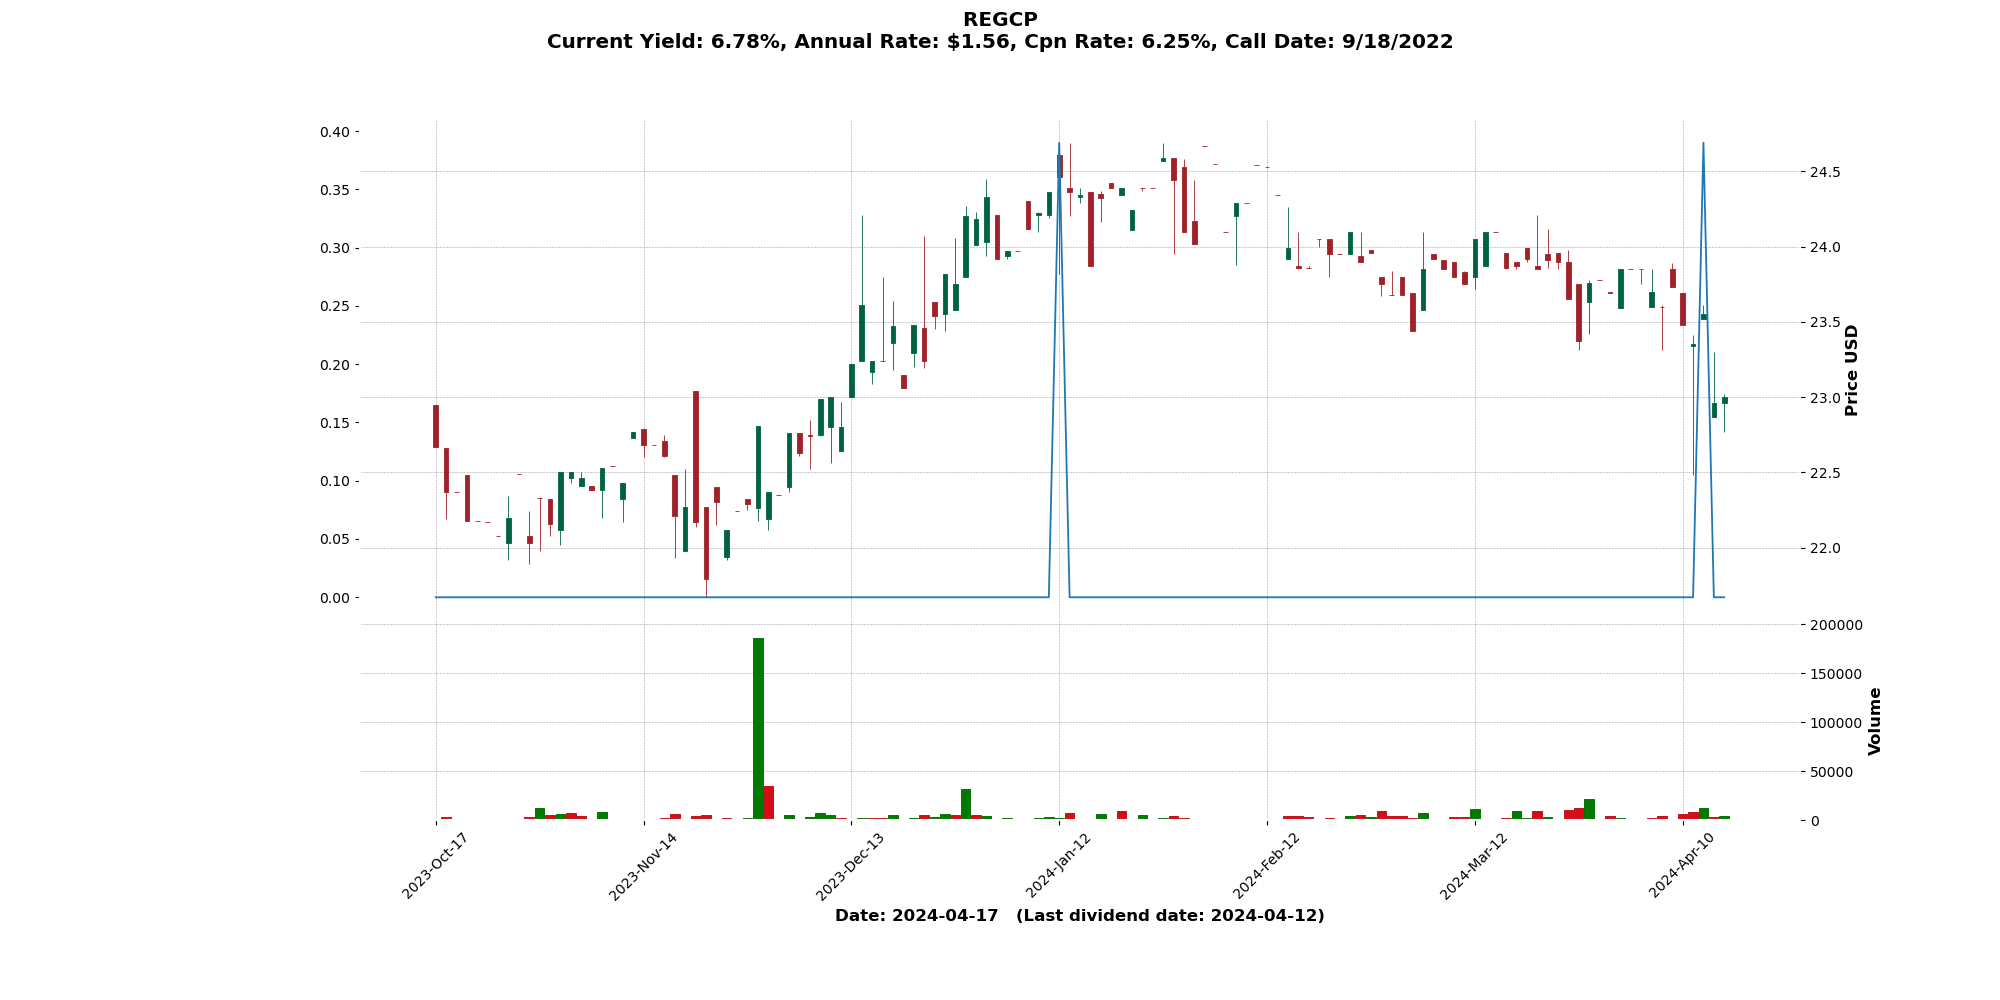 REGCP
Current Yield: 6.78%, Annual Rate: $1.56, Cpn Rate: 6.25%, Call Date: 9/18/2022
0.40
0.35
0.30
0.25
0.20
0.15
0.10
0.05
0.00
24.5
24.0
23.5
23.0
22.5
22.0
Price USD
200000
150000
100000
50000
0
Volume
2023-Oct-17
2023-Nov-14
2023-Dec-13
2024-Jan-12
2024-Feb-12
2024-Mar-12
2024-Apr-10
Date: 2024-04-17 (Last dividend date: 2024-04-12)